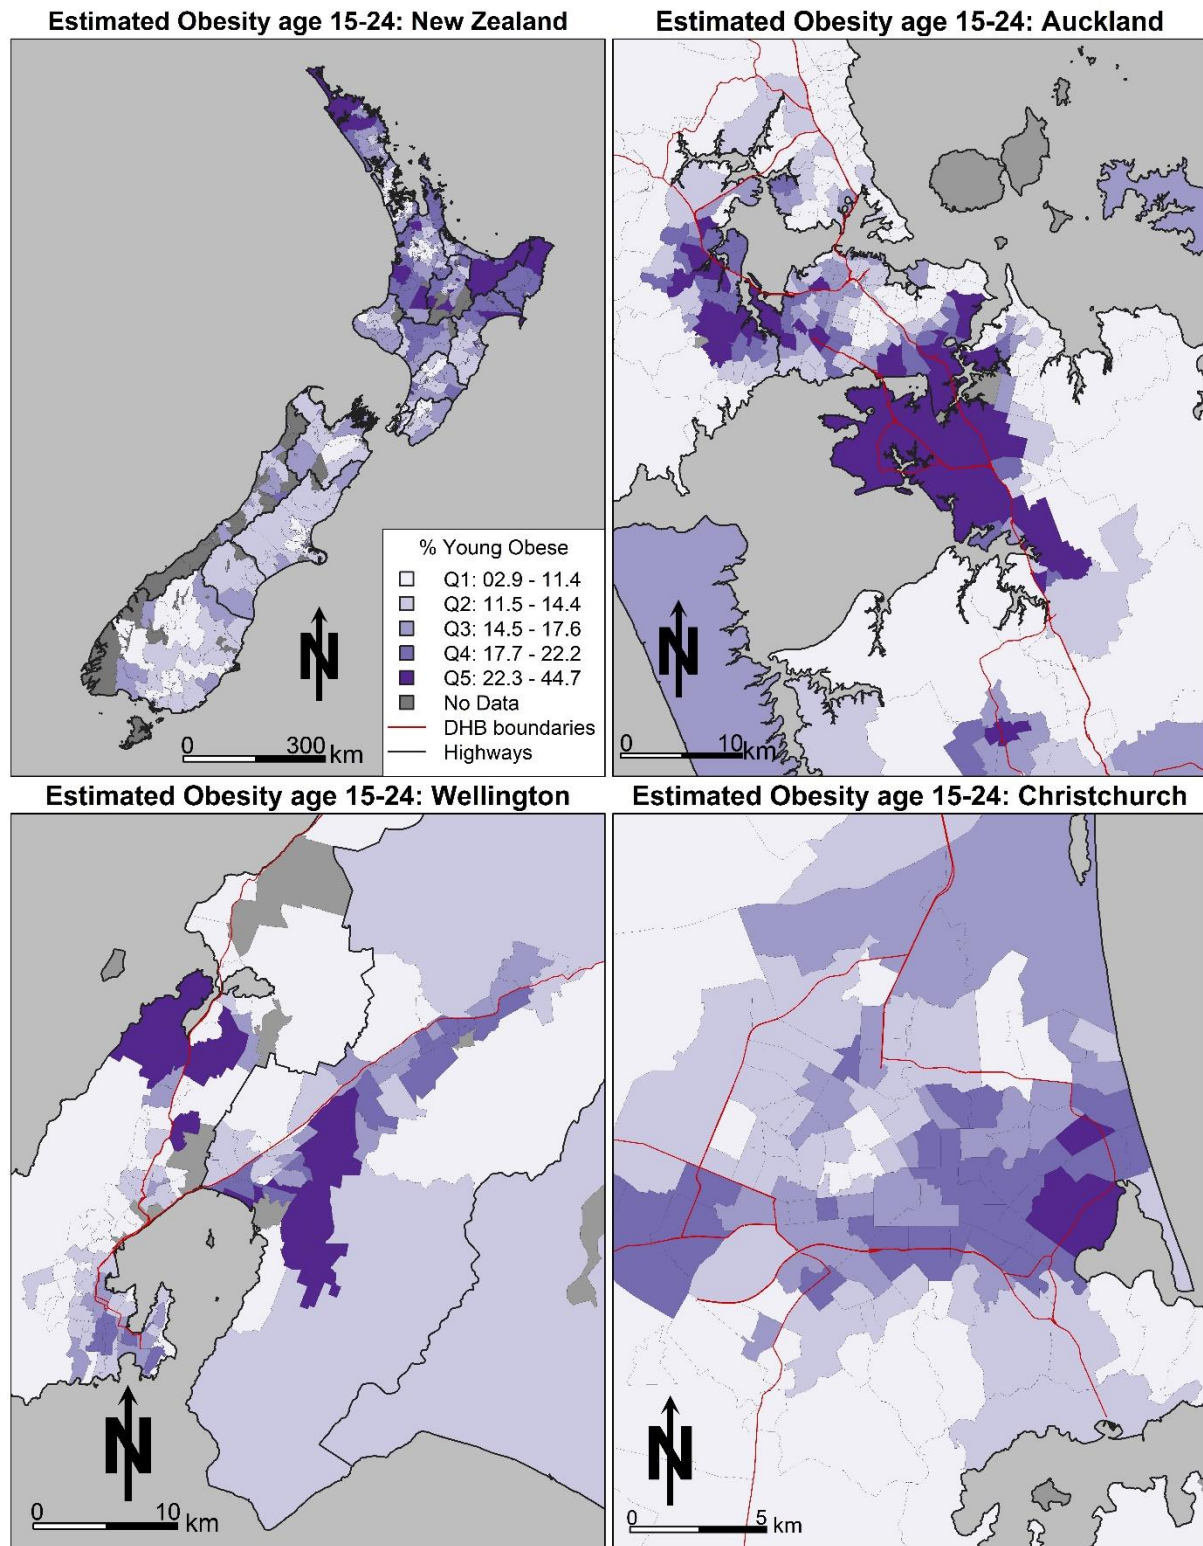 Estimated Obesity age 15-24: New Zealand
Estimated Obesity age 15-24: Auckland
% Young Obese
Q1: 02.9 - 11.4
Q2: 11.5 - 14.4
Q3: 14.5 - 17.6
Q4: 17.7 - 22.2
Q5: 22.3 - 44.7
No Data
DHB boundaries
Highways
N
0 300 km
N
0 10 km
Estimated Obesity age 15-24: Wellington
Estimated Obesity age 15-24: Christchurch
N
0 10 km
N
0 5 km